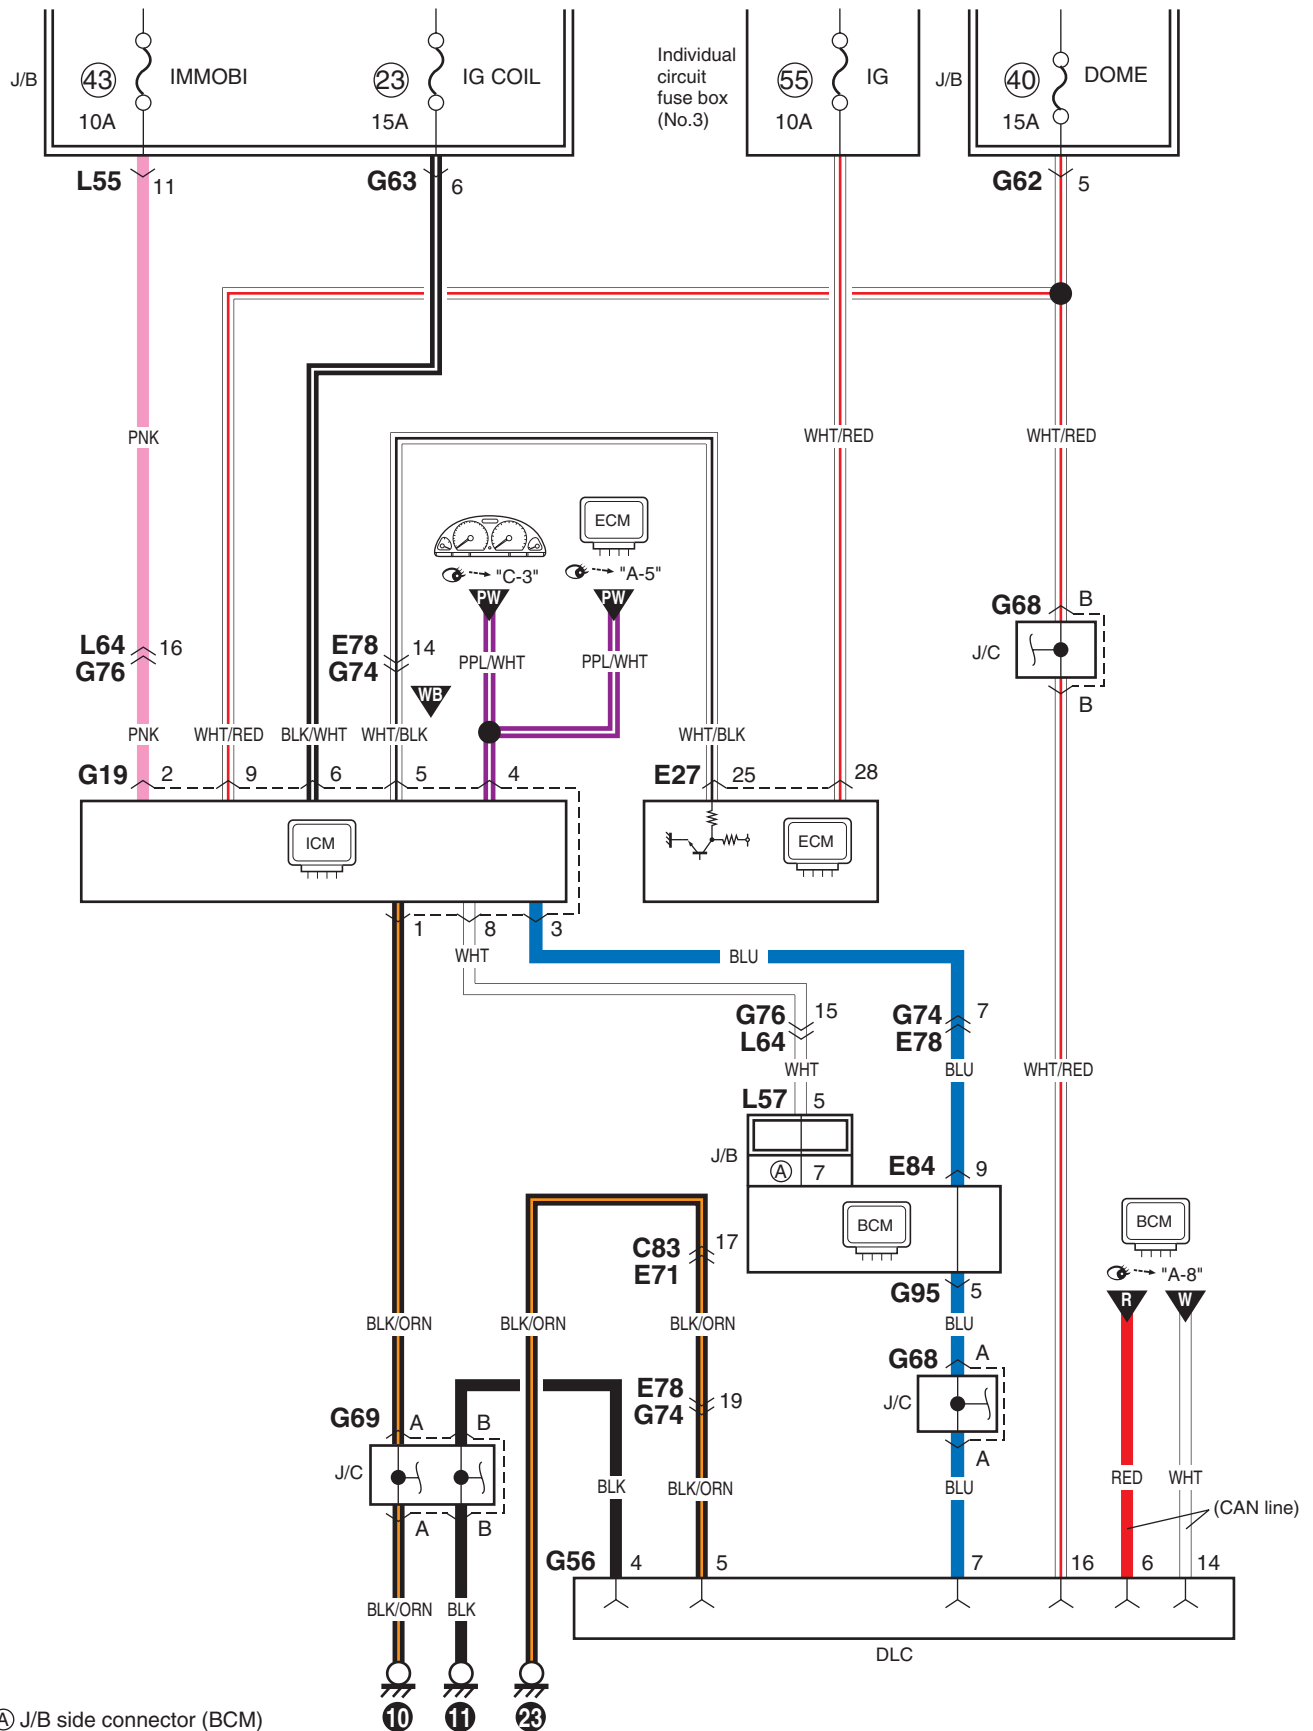 J/B
43
IMMOBI
10A
23
IG COIL
15A
Individual
circuit
fuse box
(No.3)
55
IG
10A
J/B
40
DOME
15A
L55 11
G63 6
G62 5
PNK
WHT/RED
WHT/RED
ECM
"C-3"
"A-5"
PW
PW
G68 B
J/C
B
L64 16
G76
E78 14
G74
WB
PPL/WHT
PPL/WHT
PNK
WHT/RED
BLK/WHT
WHT/BLK
WHT/BLK
G19 2 9 6 5 4
E27 25 28
ICM
ECM
1 8 3
WHT
BLU
G76 15
L64
G74 7
E78
WHT
BLU
WHT/RED
L57 5
J/B
A 7
E84 9
BCM
BCM
"A-8"
R W
C83 17
E71
G95 5
BLK/ORN
BLK/ORN
BLK/ORN
BLU
G68 A
J/C
A
E78 19
G74
G69 A B
J/C
A B
BLK
BLK/ORN
BLU
RED
WHT
(CAN line)
G56 4 5 7 16 6 14
BLK/ORN
BLK
DLC
10 11 23
A J/B side connector (BCM)